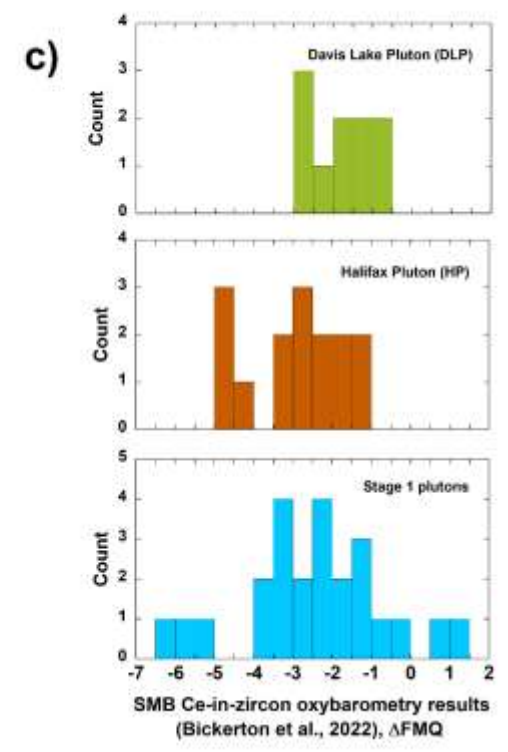 c)
4
3
2
1
0
Count
Davis Lake Pluton (DLP)
4
3
2
1
0
Count
Halifax Pluton (HP)
5
4
3
2
1
0
Count
Stage 1 plutons
-7 -6 -5 -4 -3 -2 -1 0 1 2
SMB Ce-in-zircon oxybarometry results
(Bickerton et al., 2022), ΔFMQ